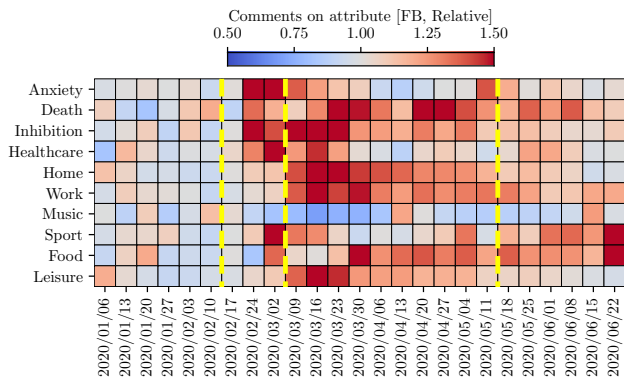 Comments on attribute [FB, Relative]
0.50 0.75 1.00 1.25 1.50
Anxiety
Death
Inhibition
Healthcare
Home
Work
Music
Sport
Food
Leisure
2020/01/06
2020/01/13
2020/01/20
2020/01/27
2020/02/03
2020/02/10
2020/02/17
2020/02/24
2020/03/02
2020/03/09
2020/03/16
2020/03/23
2020/03/30
2020/04/06
2020/04/13
2020/04/20
2020/04/27
2020/05/04
2020/05/11
2020/05/18
2020/05/25
2020/06/01
2020/06/08
2020/06/15
2020/06/22